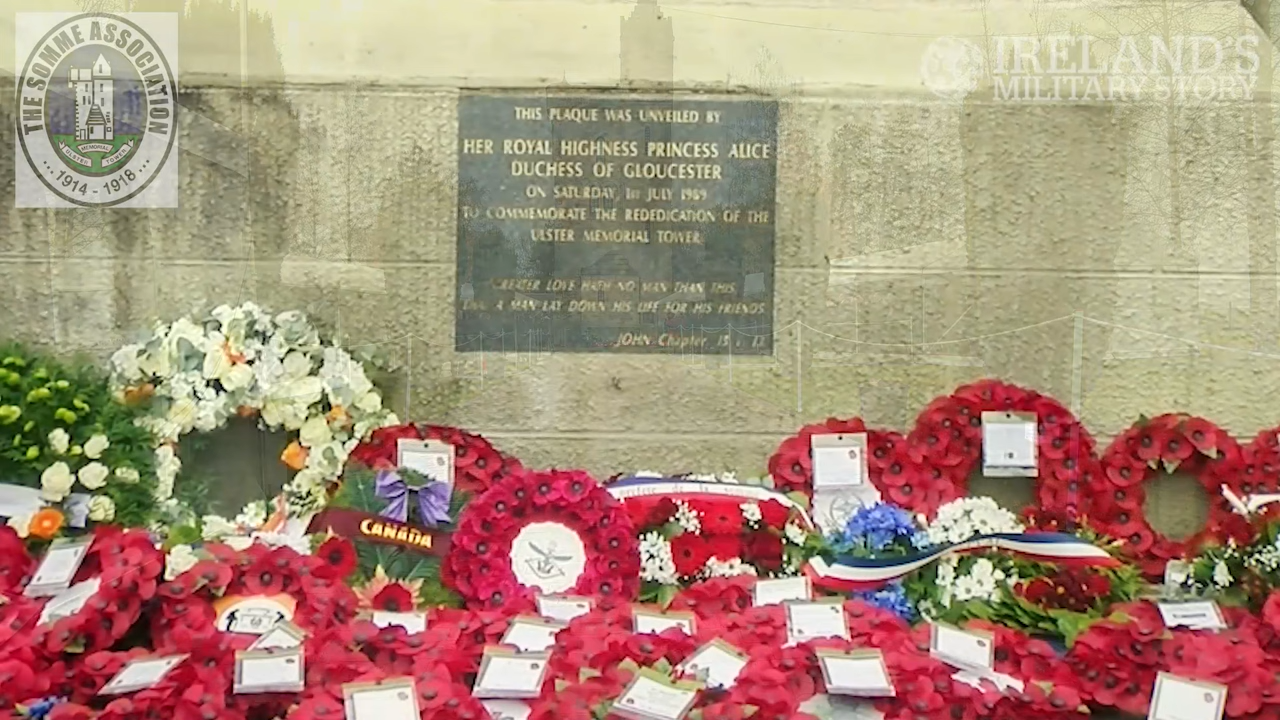 THE SOMME ASSOCIATION
ULSTER MEMORIAL TOWER
1914 - 1918
IRELAND'S
MILITARY STORY
THIS PLAQUE WAS UNVEILED BY
HER ROYAL HIGHNESS PRINCESS ALICE
DUCHESS OF GLOUCESTER
ON SATURDAY, 1ST JULY 1989
TO COMMEMORATE THE REDEDICATION OF THE
ULSTER MEMORIAL TOWER
GREATER LOVE HATH NO MAN THAN THIS,
THAT A MAN LAY DOWN HIS LIFE FOR HIS FRIENDS.
JOHN Chapter 15 v. 13
CANADA